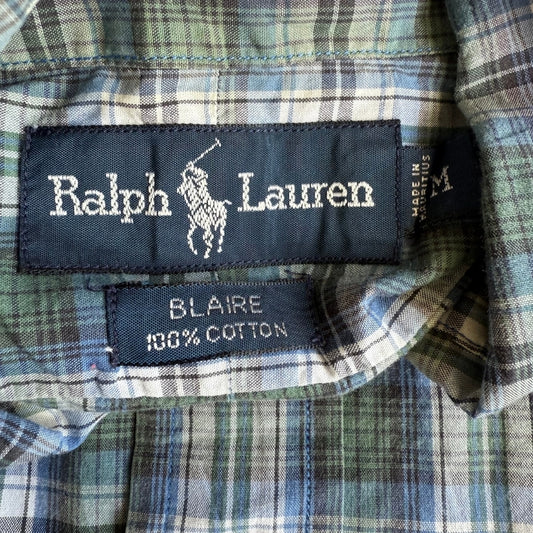 Ralph Lauren
MADE IN
MAURITIUS
M
BLAIRE
100% COTTON